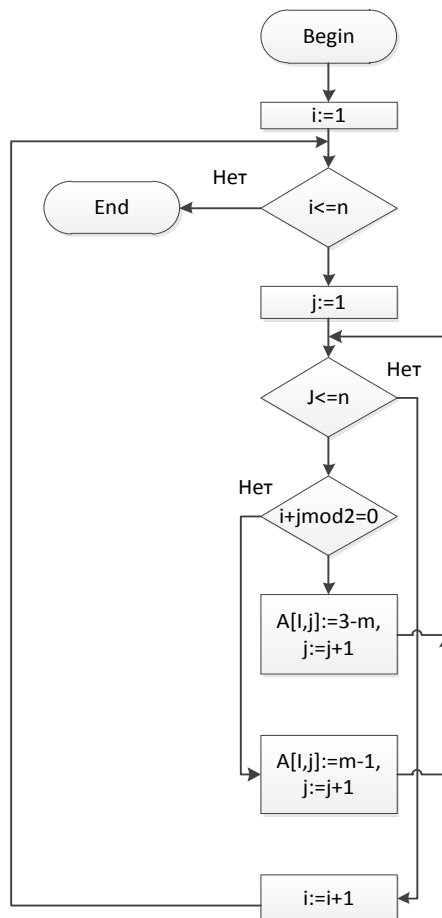 Begin
i:=1
Нет
i<=n
End
j:=1
Нет
J<=n
Нет
i+jmod2=0
A[I,j]:=3-m,
j:=j+1
A[I,j]:=m-1,
j:=j+1
i:=i+1